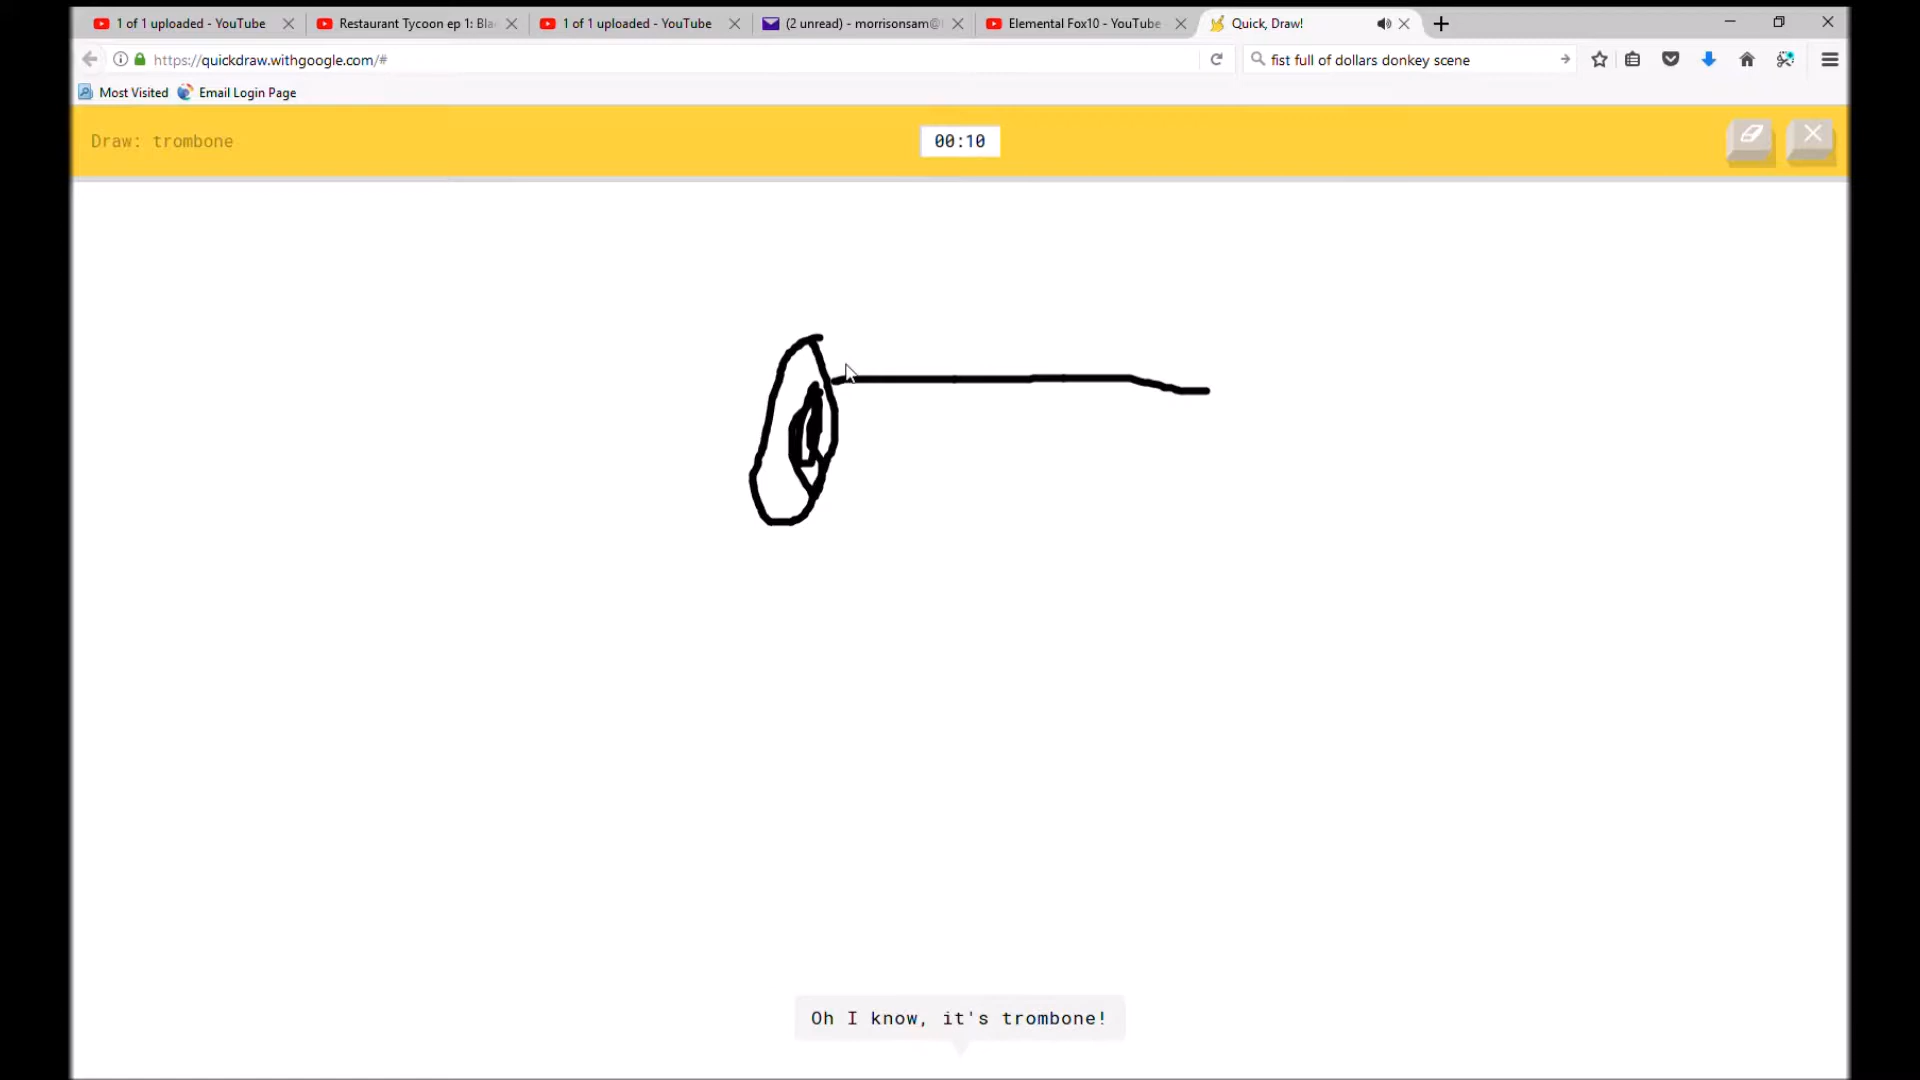 1 of 1 uploaded - YouTube
Restaurant Tycoon ep 1: Bla
1 of 1 uploaded - YouTube
(2 unread) - morrisonsam@
Elemental Fox10 - YouTube
Quick, Draw!
https://quickdraw.withgoogle.com/#
fist full of dollars donkey scene
Most Visited
Email Login Page
Draw: trombone
00:10
Oh I know, it's trombone!